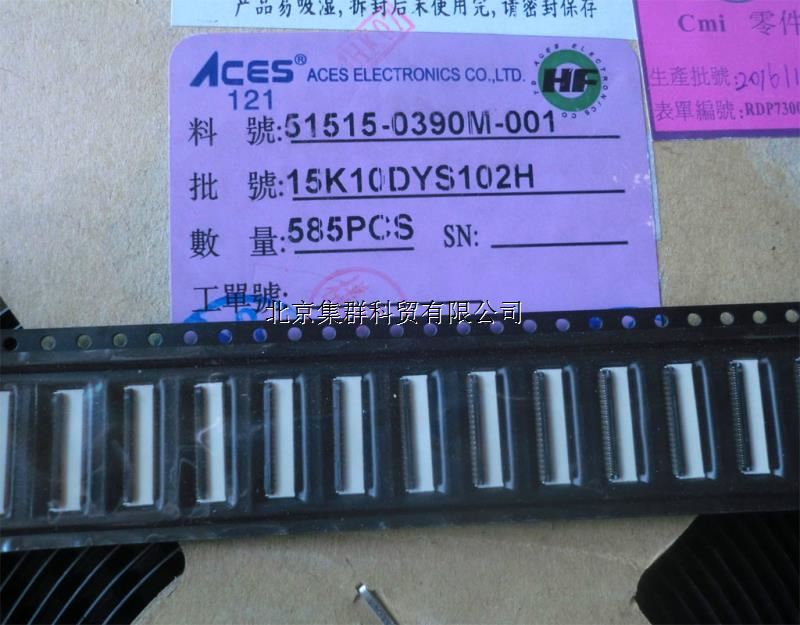 产品易吸湿,拆封后未使用完,请密封保存
ACES® ACES ELECTRONICS CO.,LTD.
121
HF
料 號:51515-0390M-001
批 號:15K10DYS102H
數 量:585PCS SN:
工單號:
Cmi 零件
生產批號:2016/11
表單編號:RDP7300
北京集群科贸有限公司